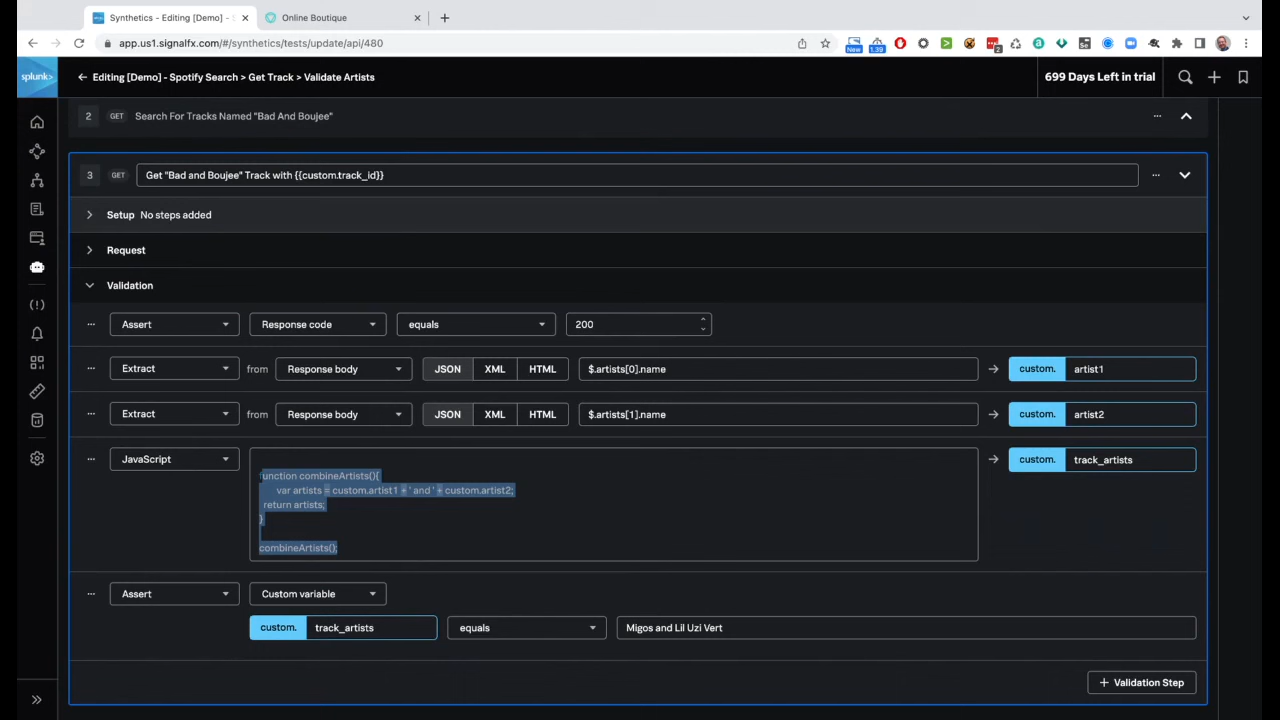 Synthetics - Editing [Demo] - S
Online Boutique
app.us1.signalfx.com/#/synthetics/tests/update/api/480
New
1.39
2
Se
splunk>
Editing [Demo] - Spotify Search > Get Track > Validate Artists
699 Days Left in trial
2 GET Search For Tracks Named "Bad And Boujee"
3 GET Get "Bad and Boujee" Track with {{custom.track_id}}
Setup No steps added
Request
Validation
Assert Response code equals 200
Extract from Response body JSON XML HTML $.artists[0].name custom. artist1
Extract from Response body JSON XML HTML $.artists[1].name custom. artist2
JavaScript custom. track_artists
function combineArtists(){
var artists = custom.artist1 + ' and ' + custom.artist2;
return artists;
}
combineArtists();
Assert Custom variable
custom. track_artists equals Migos and Lil Uzi Vert
+ Validation Step